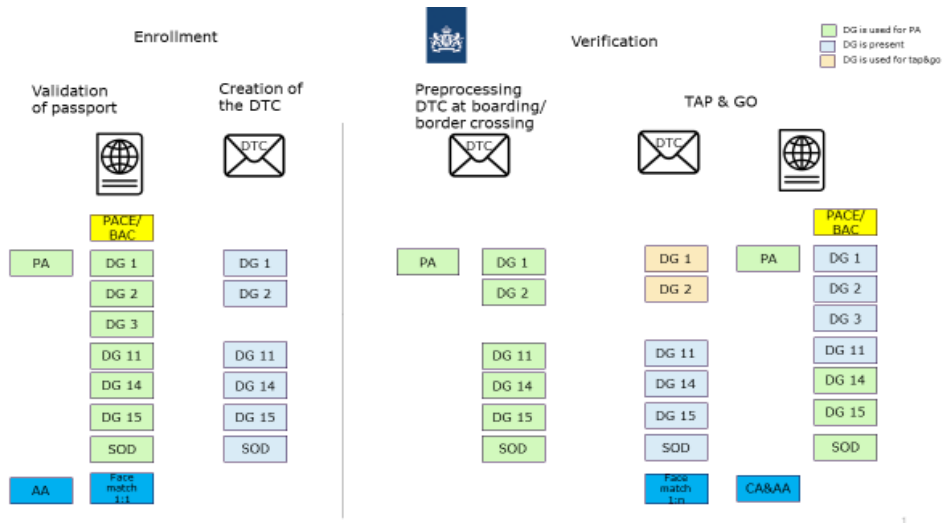 Enrollment
Verification
DG is used for PA
DG is present
DG is used for tap&go
Validation
of passport
Creation of
the DTC
Preprocessing
DTC at boarding/
border crossing
TAP & GO
DTC
DTC
DTC
PACE/
BAC
PA
DG 1
DG 2
DG 3
DG 11
DG 14
DG 15
SOD
AA
Face
match
1:1
DG 1
DG 2
DG 11
DG 14
DG 15
SOD
PA
DG 1
DG 2
DG 11
DG 14
DG 15
SOD
DG 1
DG 2
DG 11
DG 14
DG 15
SOD
Face
match
1:n
PA
CA&AA
PACE/
BAC
DG 1
DG 2
DG 3
DG 11
DG 14
DG 15
SOD
1